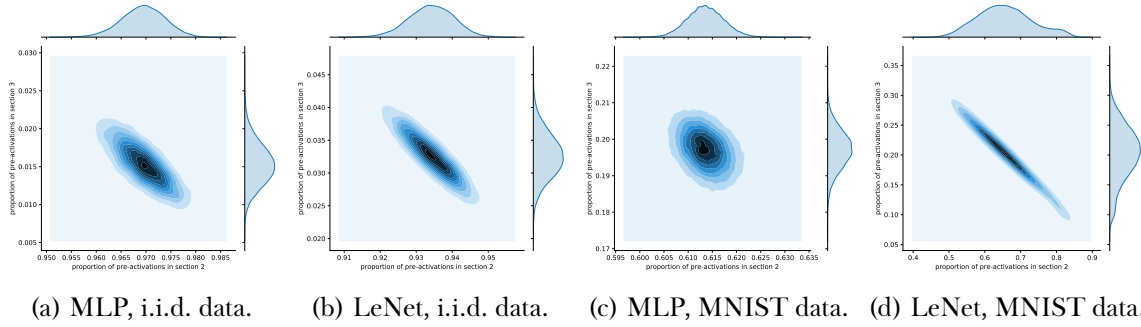 proportion of pre-activations in section 3
0.030
0.025
0.020
0.015
0.010
0.005
0.950 0.955 0.960 0.965 0.970 0.975 0.980 0.985
proportion of pre-activations in section 2
(a) MLP, i.i.d. data.
proportion of pre-activations in section 3
0.045
0.040
0.035
0.030
0.025
0.020
0.91 0.92 0.93 0.94 0.95
proportion of pre-activations in section 2
(b) LeNet, i.i.d. data.
proportion of pre-activations in section 3
0.22
0.21
0.20
0.19
0.18
0.17
0.595 0.600 0.605 0.610 0.615 0.620 0.625 0.630 0.635
proportion of pre-activations in section 2
(c) MLP, MNIST data.
proportion of pre-activations in section 3
0.35
0.30
0.25
0.20
0.15
0.10
0.05
0.4 0.5 0.6 0.7 0.8 0.9
proportion of pre-activations in section 2
(d) LeNet, MNIST data.